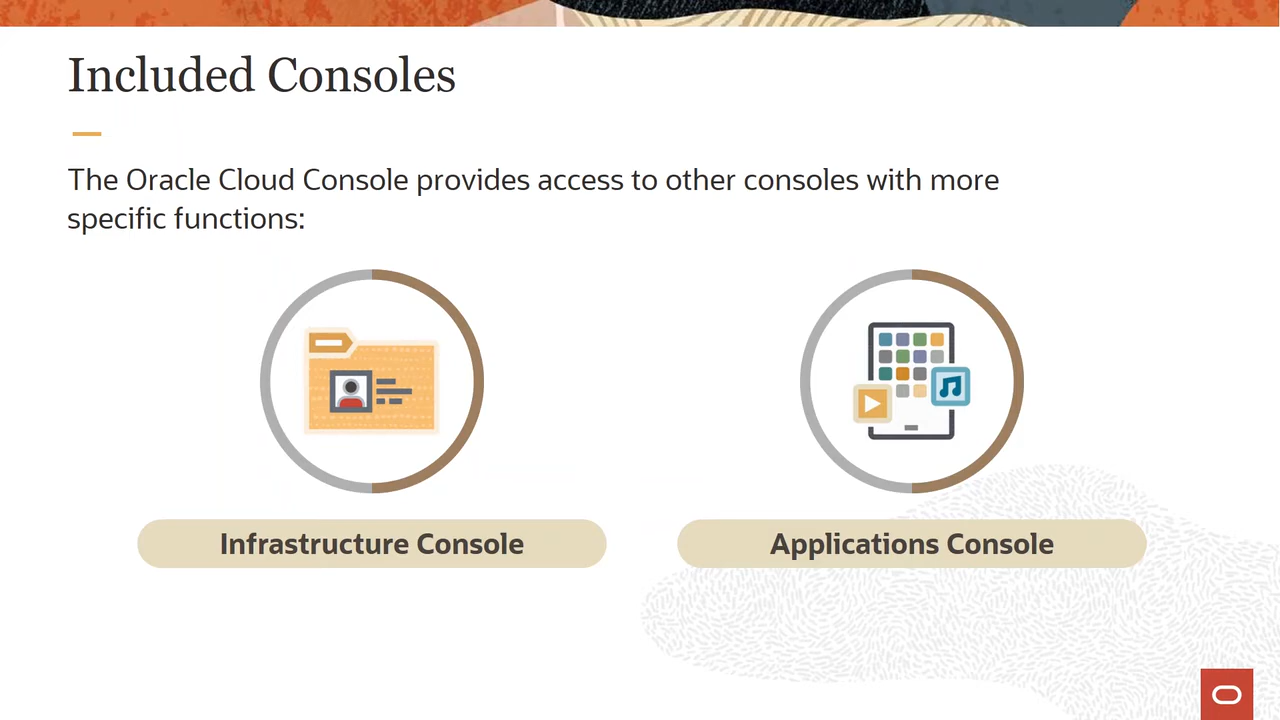 Included Consoles
The Oracle Cloud Console provides access to other consoles with more
specific functions:
Infrastructure Console
Applications Console